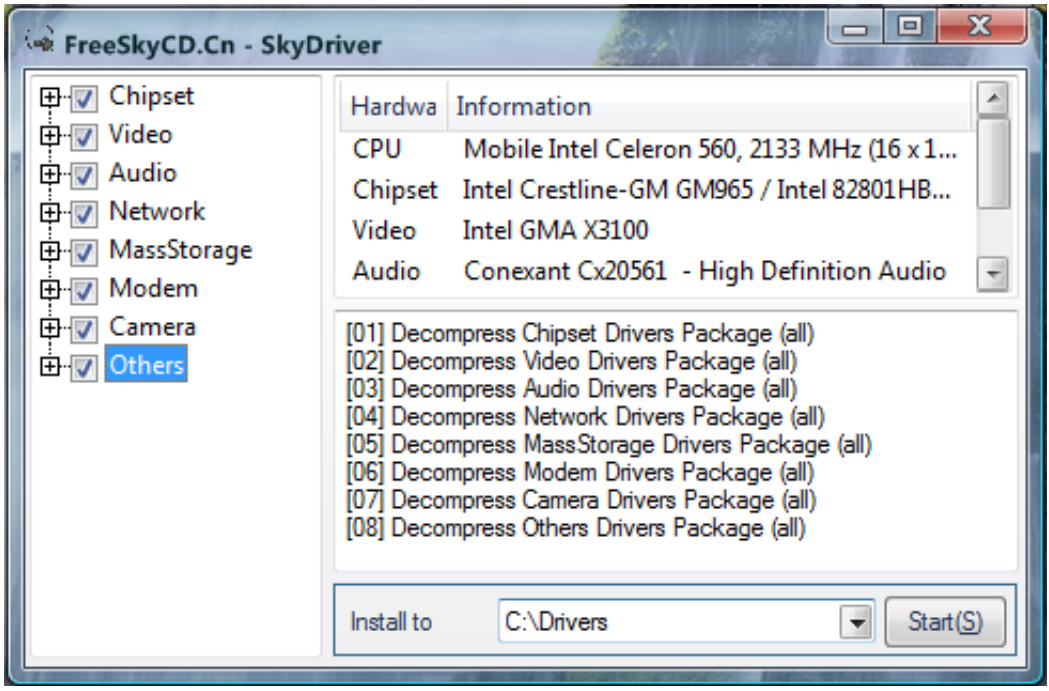 FreeSkyCD.Cn - SkyDriver
Chipset
Video
Audio
Network
MassStorage
Modem
Camera
Others
Hardwa Information
CPU Mobile Intel Celeron 560, 2133 MHz (16 x 1...
Chipset Intel Crestline-GM GM965 / Intel 82801HB...
Video Intel GMA X3100
Audio Conexant Cx20561 - High Definition Audio
[01] Decompress Chipset Drivers Package (all)
[02] Decompress Video Drivers Package (all)
[03] Decompress Audio Drivers Package (all)
[04] Decompress Network Drivers Package (all)
[05] Decompress MassStorage Drivers Package (all)
[06] Decompress Modem Drivers Package (all)
[07] Decompress Camera Drivers Package (all)
[08] Decompress Others Drivers Package (all)
Install to C:\Drivers Start(S)